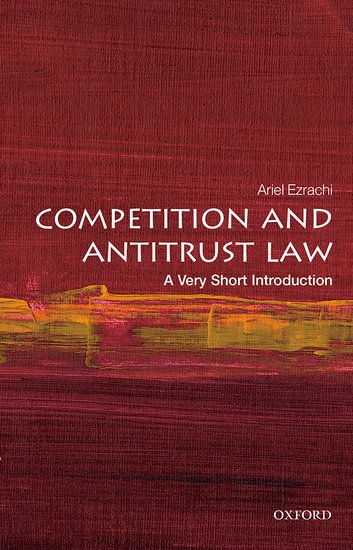 Ariel Ezrachi
COMPETITION AND
ANTITRUST LAW
A Very Short Introduction
OXFORD